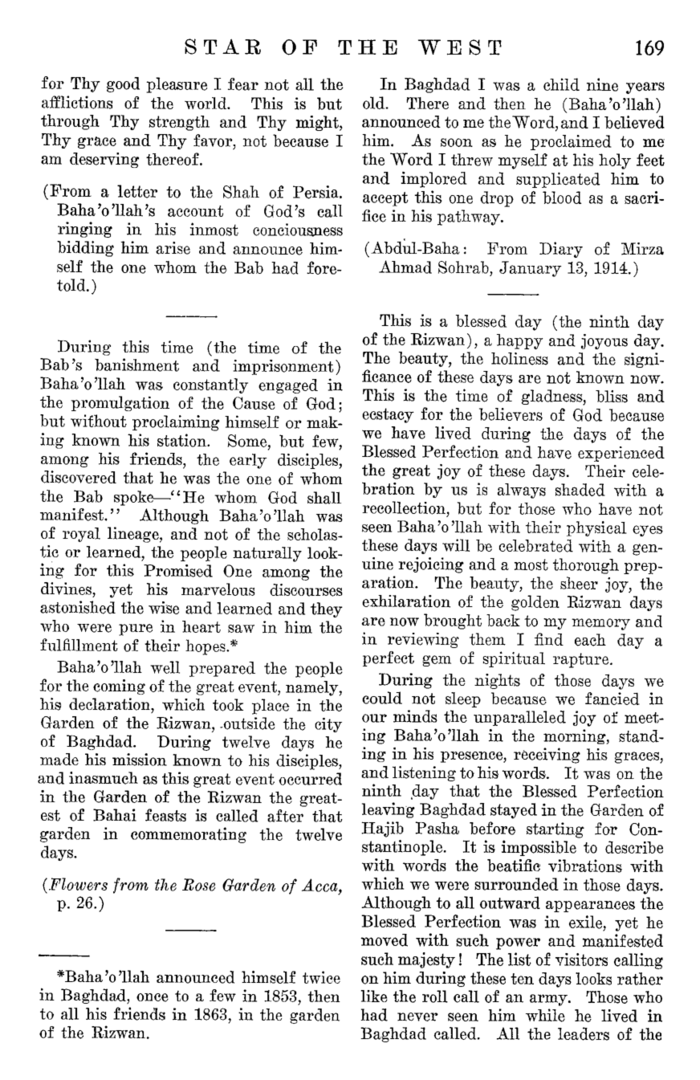 STAR OF THE WEST 169
for Thy good pleasure I fear not all the
afflictions of the world. This is but
through Thy strength and Thy might,
Thy grace and Thy favor, not because I
am deserving thereof.
(From a letter to the Shah of Persia.
Baha'o'llah's account of God's call
ringing in his inmost conciousness
bidding him arise and announce him-
self the one whom the Bab had fore-
told.)
During this time (the time of the
Bab's banishment and imprisonment)
Baha'o'llah was constantly engaged in
the promulgation of the Cause of God;
but without proclaiming himself or mak-
ing known his station. Some, but few,
among his friends, the early disciples,
discovered that he was the one of whom
the Bab spoke—"He whom God shall
manifest." Although Baha'o'llah was
of royal lineage, and not of the scholas-
tic or learned, the people naturally look-
ing for this Promised One among the
divines, yet his marvelous discourses
astonished the wise and learned and they
who were pure in heart saw in him the
fulfillment of their hopes.*
Baha'o'llah well prepared the people
for the coming of the great event, namely,
his declaration, which took place in the
Garden of the Rizwan, outside the city
of Baghdad. During twelve days he
made his mission known to his disciples,
and inasmuch as this great event occurred
in the Garden of the Rizwan the great-
est of Bahai feasts is called after that
garden in commemorating the twelve
days.
(Flowers from the Rose Garden of Acca,
p. 26.)
*Baha'o'llah announced himself twice
in Baghdad, once to a few in 1853, then
to all his friends in 1863, in the garden
of the Rizwan.
In Baghdad I was a child nine years
old. There and then he (Baha'o'llah)
announced to me the Word, and I believed
him. As soon as he proclaimed to me
the Word I threw myself at his holy feet
and implored and supplicated him to
accept this one drop of blood as a sacri-
fice in his pathway.
(Abdul-Baha: From Diary of Mirza
Ahmad Sohrab, January 13, 1914.)
This is a blessed day (the ninth day
of the Rizwan), a happy and joyous day.
The beauty, the holiness and the signi-
ficance of these days are not known now.
This is the time of gladness, bliss and
ecstacy for the believers of God because
we have lived during the days of the
Blessed Perfection and have experienced
the great joy of these days. Their cele-
bration by us is always shaded with a
recollection, but for those who have not
seen Baha'o'llah with their physical eyes
these days will be celebrated with a gen-
uine rejoicing and a most thorough prep-
aration. The beauty, the sheer joy, the
exhilaration of the golden Rizwan days
are now brought back to my memory and
in reviewing them I find each day a
perfect gem of spiritual rapture.
During the nights of those days we
could not sleep because we fancied in
our minds the unparalleled joy of meet-
ing Baha'o'llah in the morning, stand-
ing in his presence, receiving his graces,
and listening to his words. It was on the
ninth day that the Blessed Perfection
leaving Baghdad stayed in the Garden of
Hajib Pasha before starting for Con-
stantinople. It is impossible to describe
with words the beatific vibrations with
which we were surrounded in those days.
Although to all outward appearances the
Blessed Perfection was in exile, yet he
moved with such power and manifested
such majesty! The list of visitors calling
on him during these ten days looks rather
like the roll call of an army. Those who
had never seen him while he lived in
Baghdad called. All the leaders of the